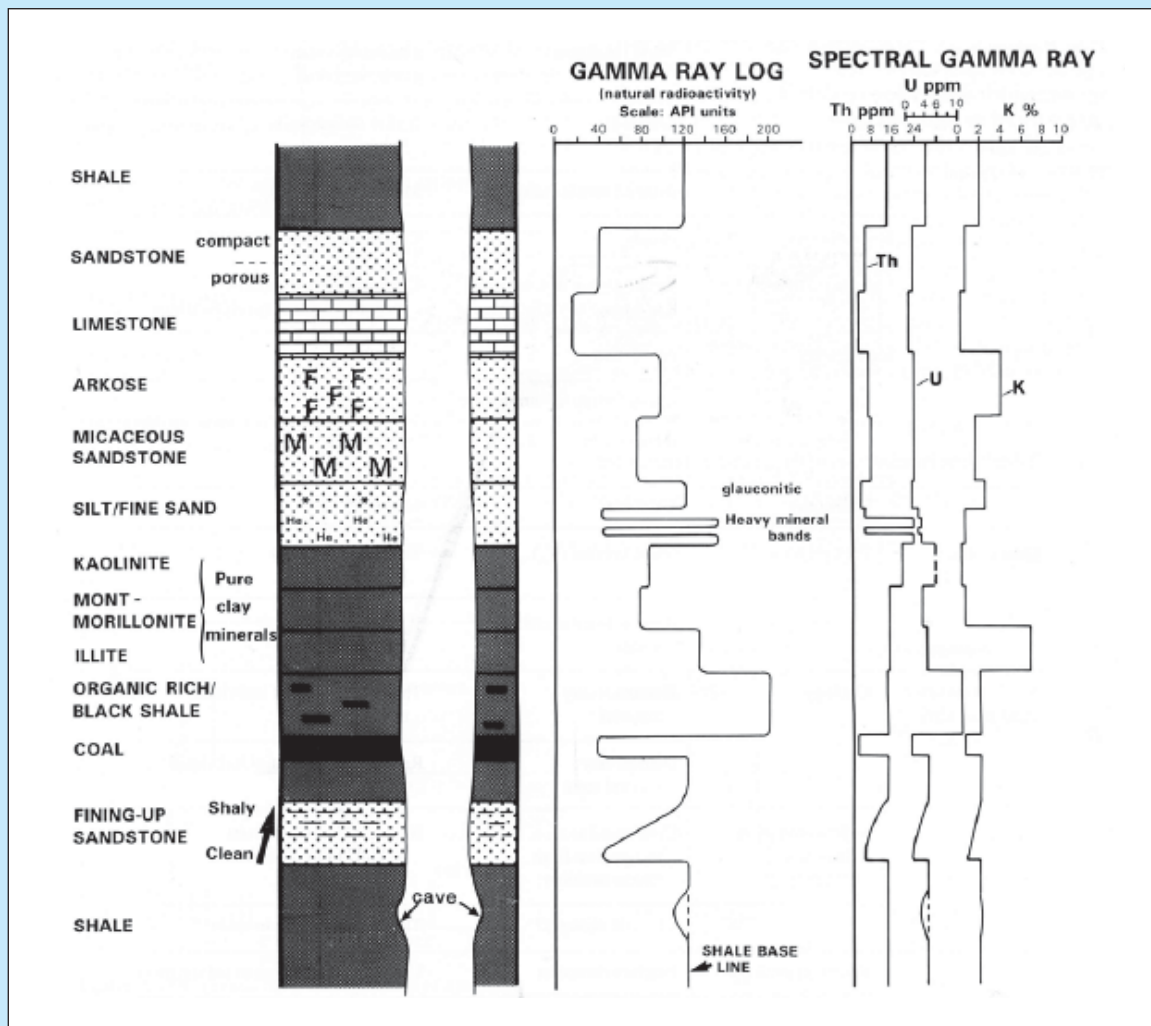 GAMMA RAY LOG
(natural radioactivity)
Scale: API units
0 40 80 120 160 200
SPECTRAL GAMMA RAY
U ppm
Th ppm 0 4 6 10 K %
0 8 16 24 0 2 4 6 8 10
SHALE
SANDSTONE
compact
porous
LIMESTONE
ARKOSE
F F
F
F F
MICACEOUS
SANDSTONE
M M
M M
SILT/FINE SAND
He
He He
KAOLINITE
MONT-
MORILLONITE
ILLITE
Pure
clay
minerals
ORGANIC RICH/
BLACK SHALE
COAL
FINING-UP
SANDSTONE
Shaly
Clean
SHALE
cave
SHALE BASE
LINE
glauconitic
Heavy mineral
bands
Th
U
K